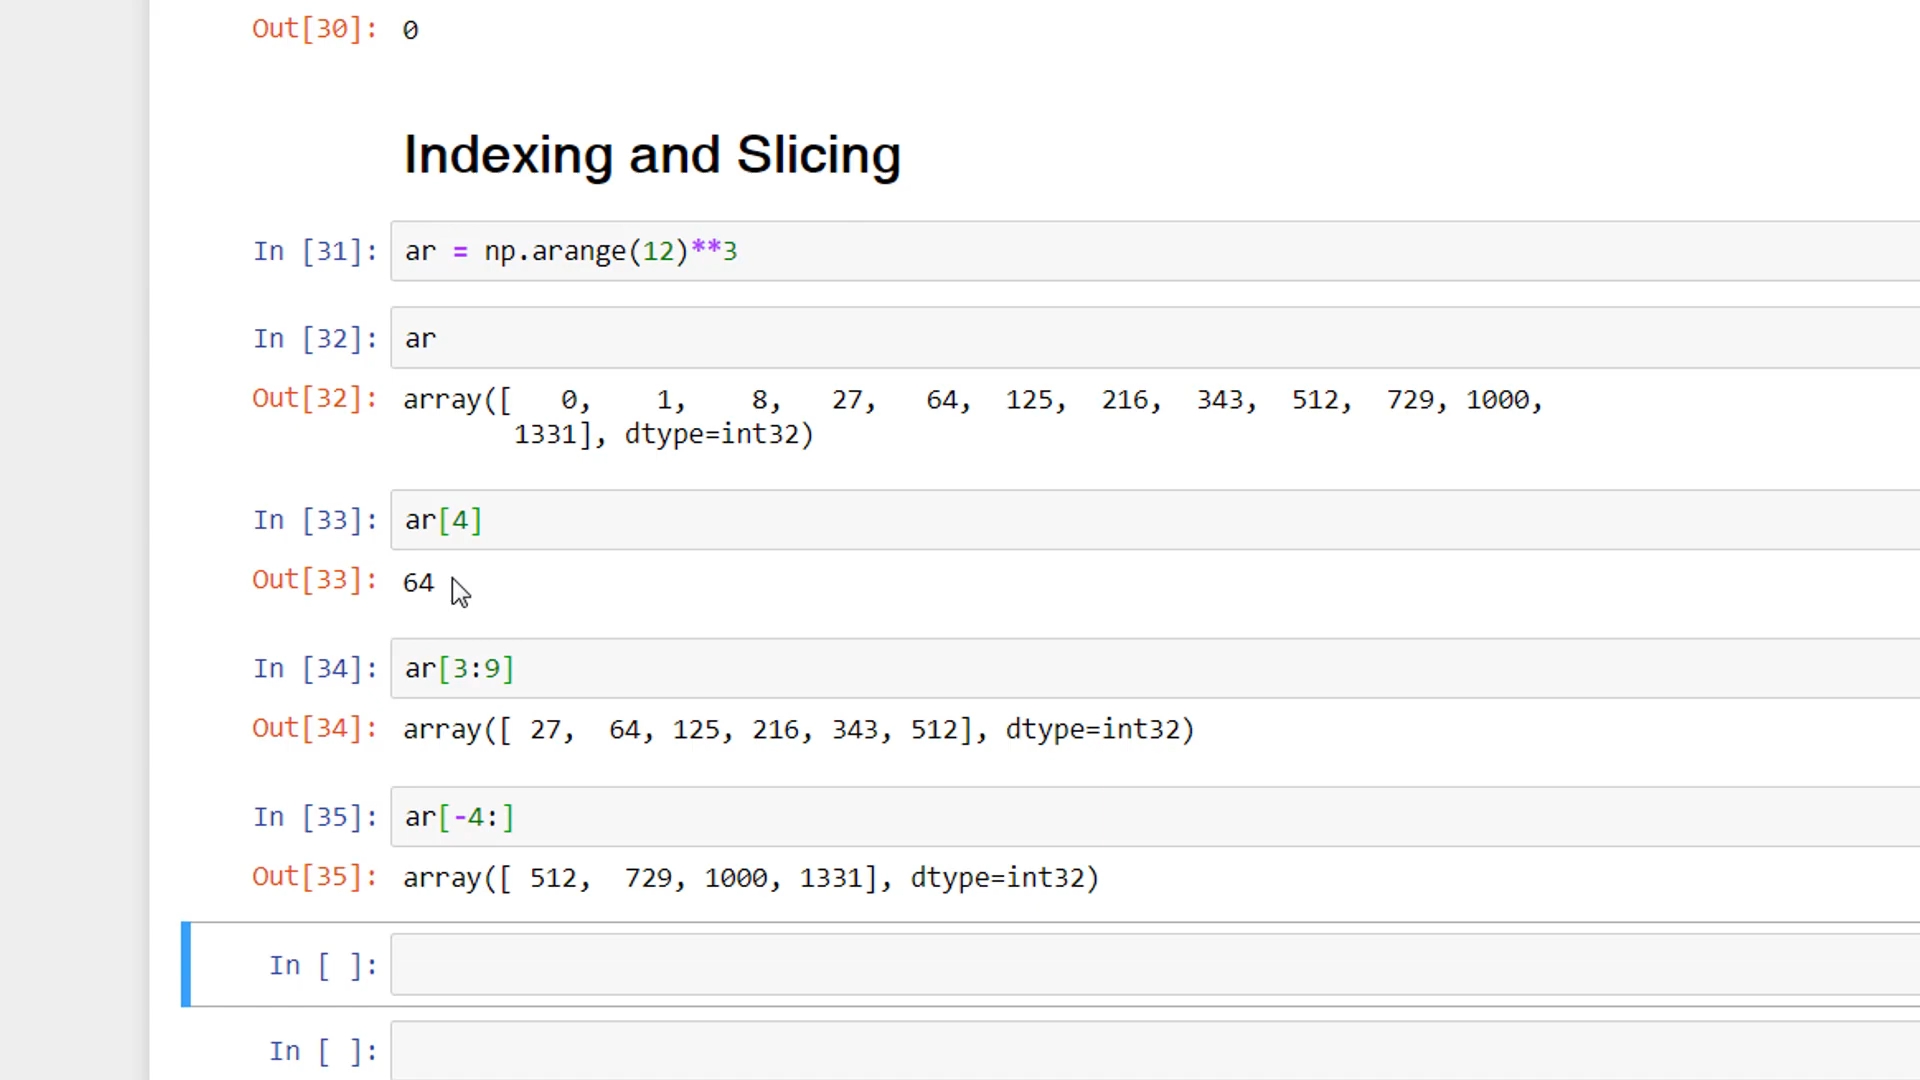 Out[30]: 0
Indexing and Slicing
In [31]: ar = np.arange(12)**3
In [32]: ar
Out[32]: array([   0,    1,    8,   27,   64,  125,  216,  343,  512,  729, 1000,
1331], dtype=int32)
In [33]: ar[4]
Out[33]: 64
In [34]: ar[3:9]
Out[34]: array([ 27,  64, 125, 216, 343, 512], dtype=int32)
In [35]: ar[-4:]
Out[35]: array([ 512,  729, 1000, 1331], dtype=int32)
In [ ]:
In [ ]: